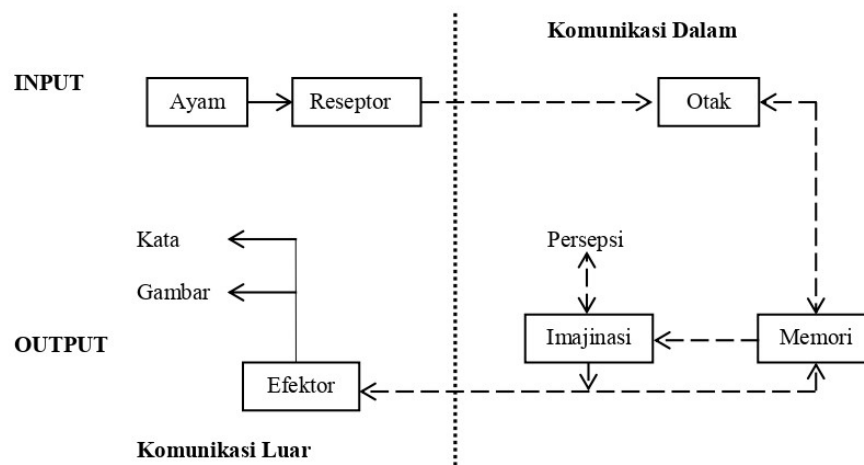 Komunikasi Dalam
INPUT
Ayam
Reseptor
Otak
Kata
Persepsi
Gambar
OUTPUT
Imajinasi
Memori
Efektor
Komunikasi Luar